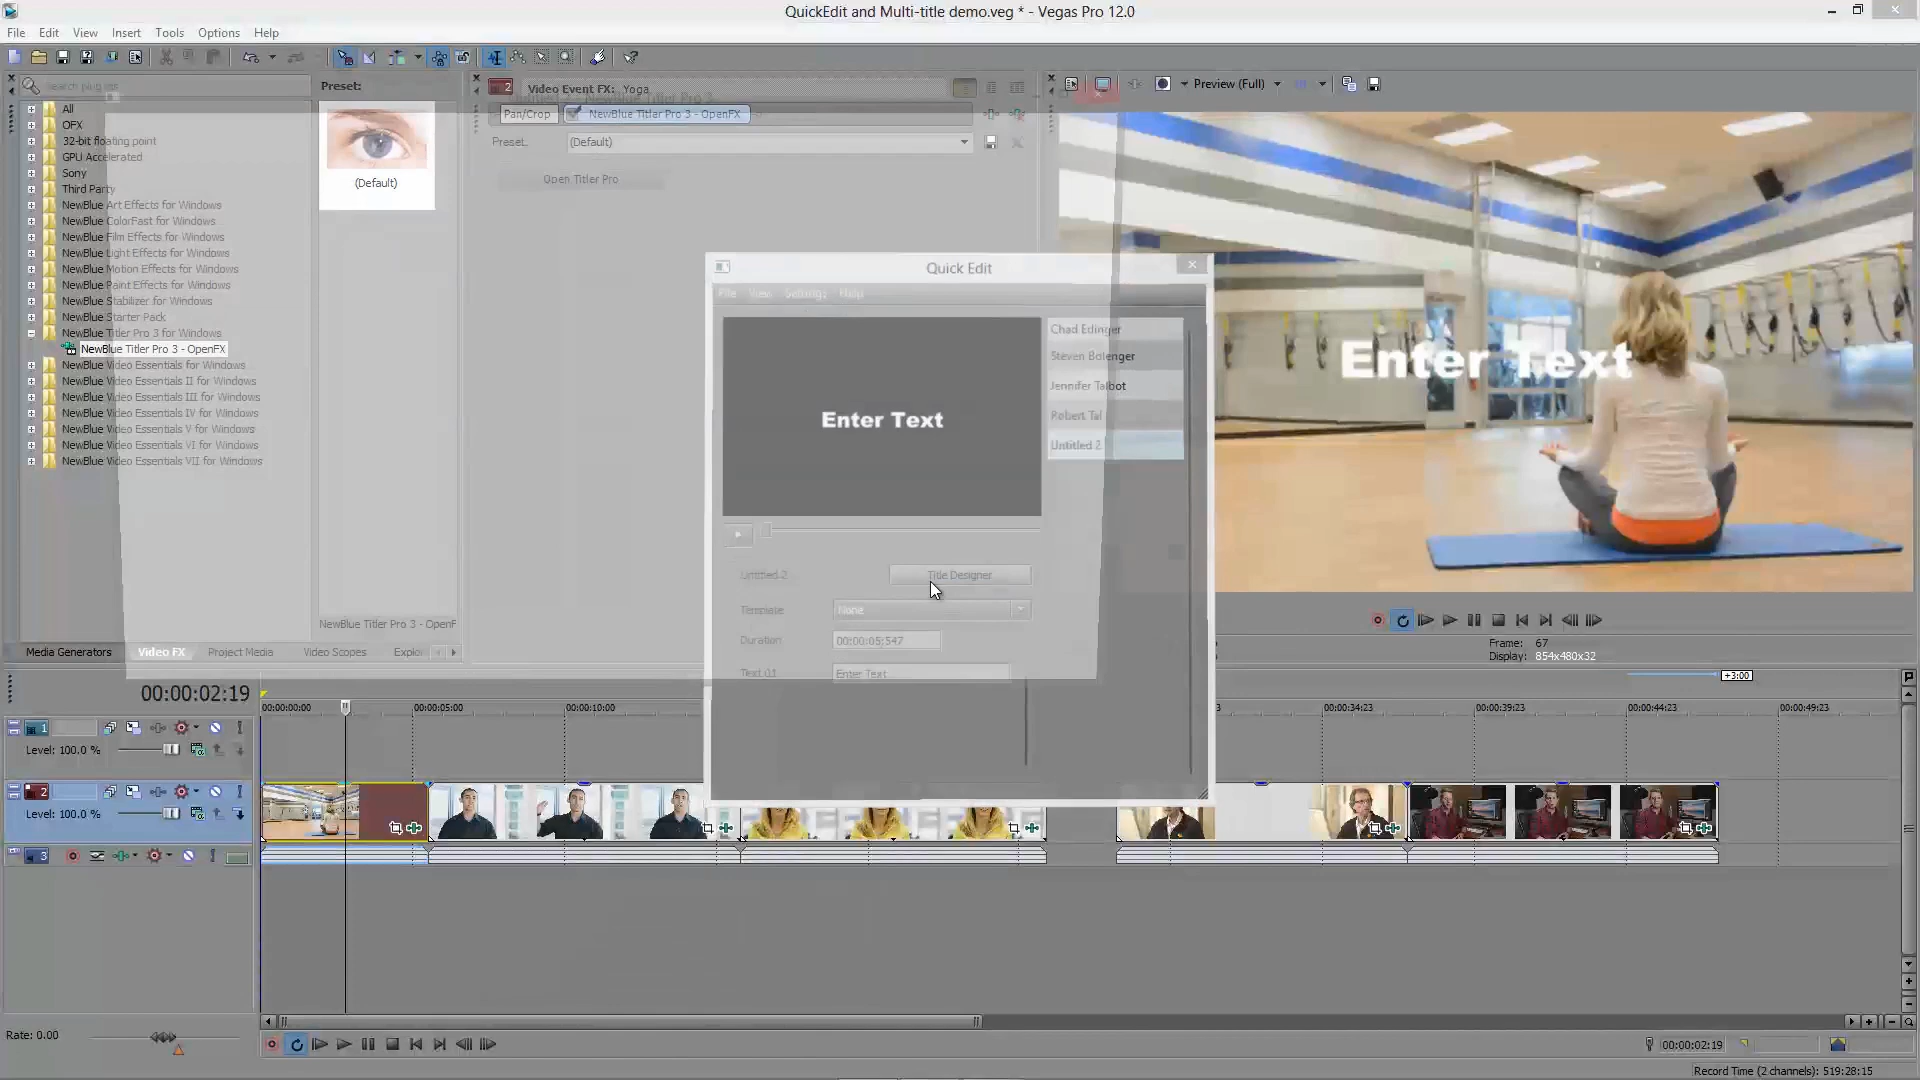 QuickEdit and Multi-title demo.veg * - Vegas Pro 12.0
File Edit View Insert Tools Options Help
Preset:
2 Video Event FX: Yoga
Preview (Full)
All
OFX
32-bit floating point
GPU Accelerated
Sony
Third Party
NewBlue Art Effects for Windows
NewBlue ColorFast for Windows
NewBlue Film Effects for Windows
NewBlue Light Effects for Windows
NewBlue Motion Effects for Windows
NewBlue Paint Effects for Windows
NewBlue Stabilizer for Windows
NewBlue Starter Pack
NewBlue Titler Pro 3 for Windows
NewBlue Titler Pro 3 - OpenFX
NewBlue Video Essentials for Windows
NewBlue Video Essentials II for Windows
NewBlue Video Essentials III for Windows
NewBlue Video Essentials IV for Windows
NewBlue Video Essentials V for Windows
NewBlue Video Essentials VI for Windows
NewBlue Video Essentials VII for Windows
(Default)
NewBlue Titler Pro 3 - OpenF
Pan/Crop NewBlue Titler Pro 3 - OpenFX
Preset: (Default)
Open Titler Pro
Quick Edit
File View Settings Help
Enter Text
Chad Edinger
Steven Bolenger
Jennifer Talbot
Robert Tal
Untitled 2
Untitled 2 Title Designer
Template None
Duration 00:00:05;547
Text 01 Enter Text
Enter Text
Frame: 67
Display: 854x480x32
Media Generators Video FX Project Media Video Scopes Explo
00:00:02:19
+3:00
00:00:00:00 00:00:05:00 00:00:10:00 3 00:00:34:23 00:00:39:23 00:00:44:23 00:00:49:23
1
Level: 100.0 %
2
Level: 100.0 %
3
Rate: 0.00
00:00:02:19
Record Time (2 channels): 519:28:15